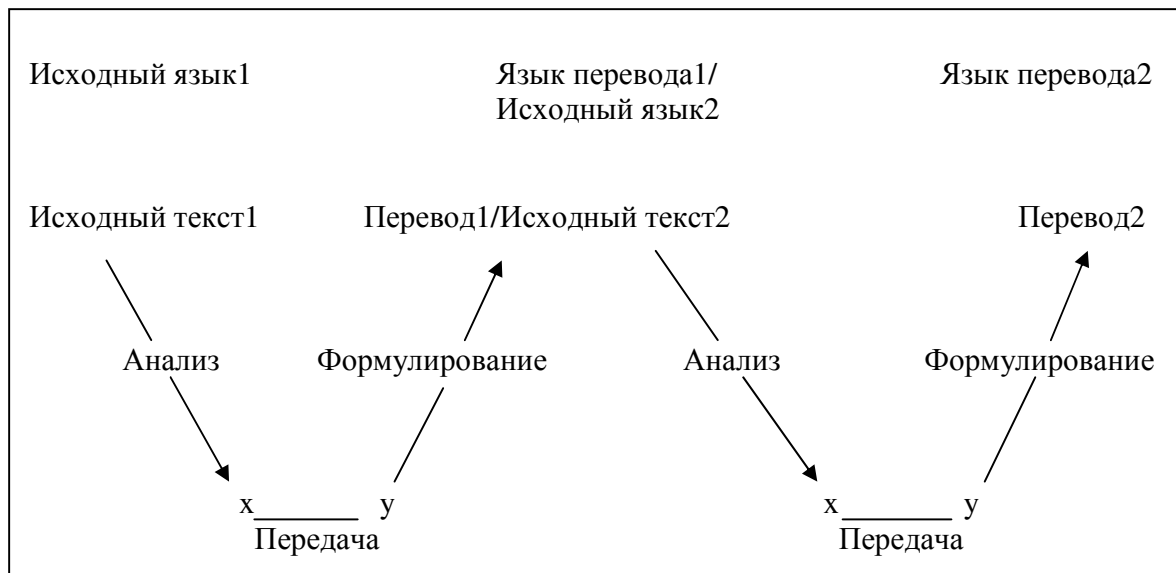 Исходный язык1 Язык перевода1/ Язык перевода2
Исходный язык2
Исходный текст1 Перевод1/Исходный текст2 Перевод2
Анализ Формулирование Анализ Формулирование
x y x y
Передача Передача